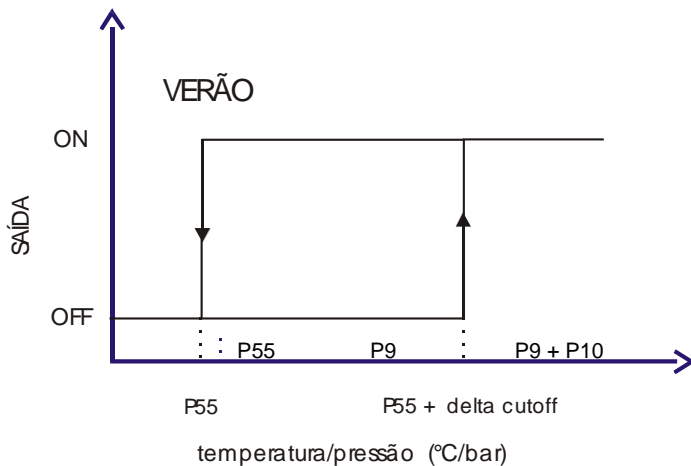 VERÃO
ON
SAÍDA
OFF
P55 P9 P9 + P10
P55 P55 + delta cutoff
temperatura/pressão (°C/bar)